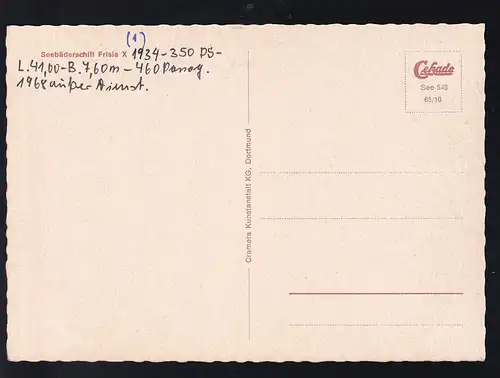 (1)
Seebäderschiff Frisia X 1934-350 PS-
L.41,00-B.7,60m-460 Passag.
1968 außer Dienst.
Cekade
See 518
65/10
Cramers Kunstanstalt KG, Dortmund